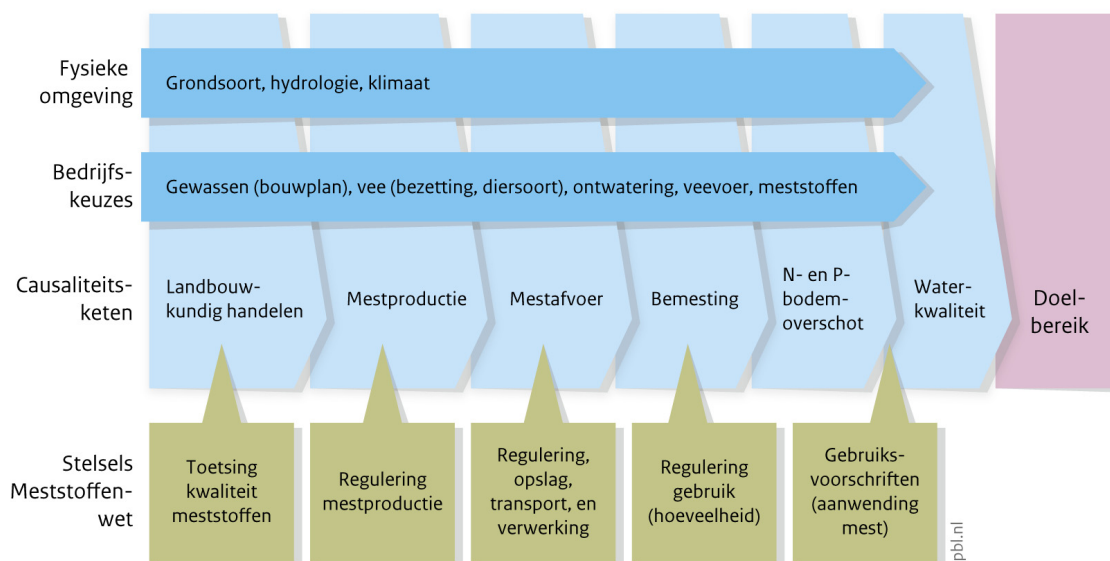 Fysieke
omgeving
Grondsoort, hydrologie, klimaat
Bedrijfs-
keuzes
Gewassen (bouwplan), vee (bezetting, diersoort), ontwatering, veevoer, meststoffen
Causaliteits-
keten
Landbouw-
kundig handelen
Mestproductie
Mestafvoer
Bemesting
N- en P-
bodem-
overschot
Water-
kwaliteit
Doel-
bereik
Stelsels
Meststoffen-
wet
Toetsing
kwaliteit
meststoffen
Regulering
mestproductie
Regulering,
opslag,
transport, en
verwerking
Regulering
gebruik
(hoeveelheid)
Gebruiks-
voorschriften
(aanwending
mest)
pbl.nl